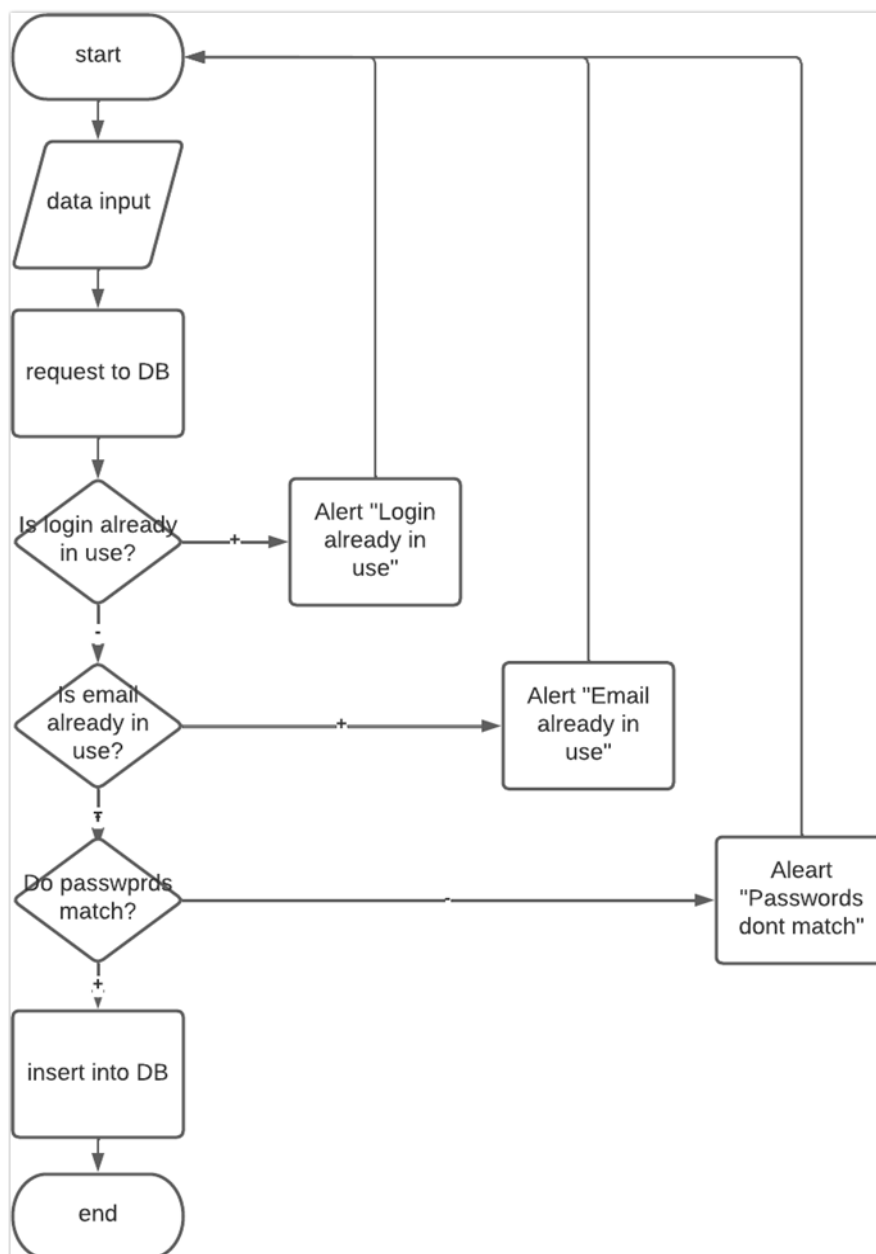 start
data input
request to DB
Is login already
in use?
+
Alert "Login
already in
use"
-
Is email
already in
use?
+
Alert "Email
already in
use"
Do passwprds
match?
-
Aleart
"Passwords
dont match"
+
insert into DB
end